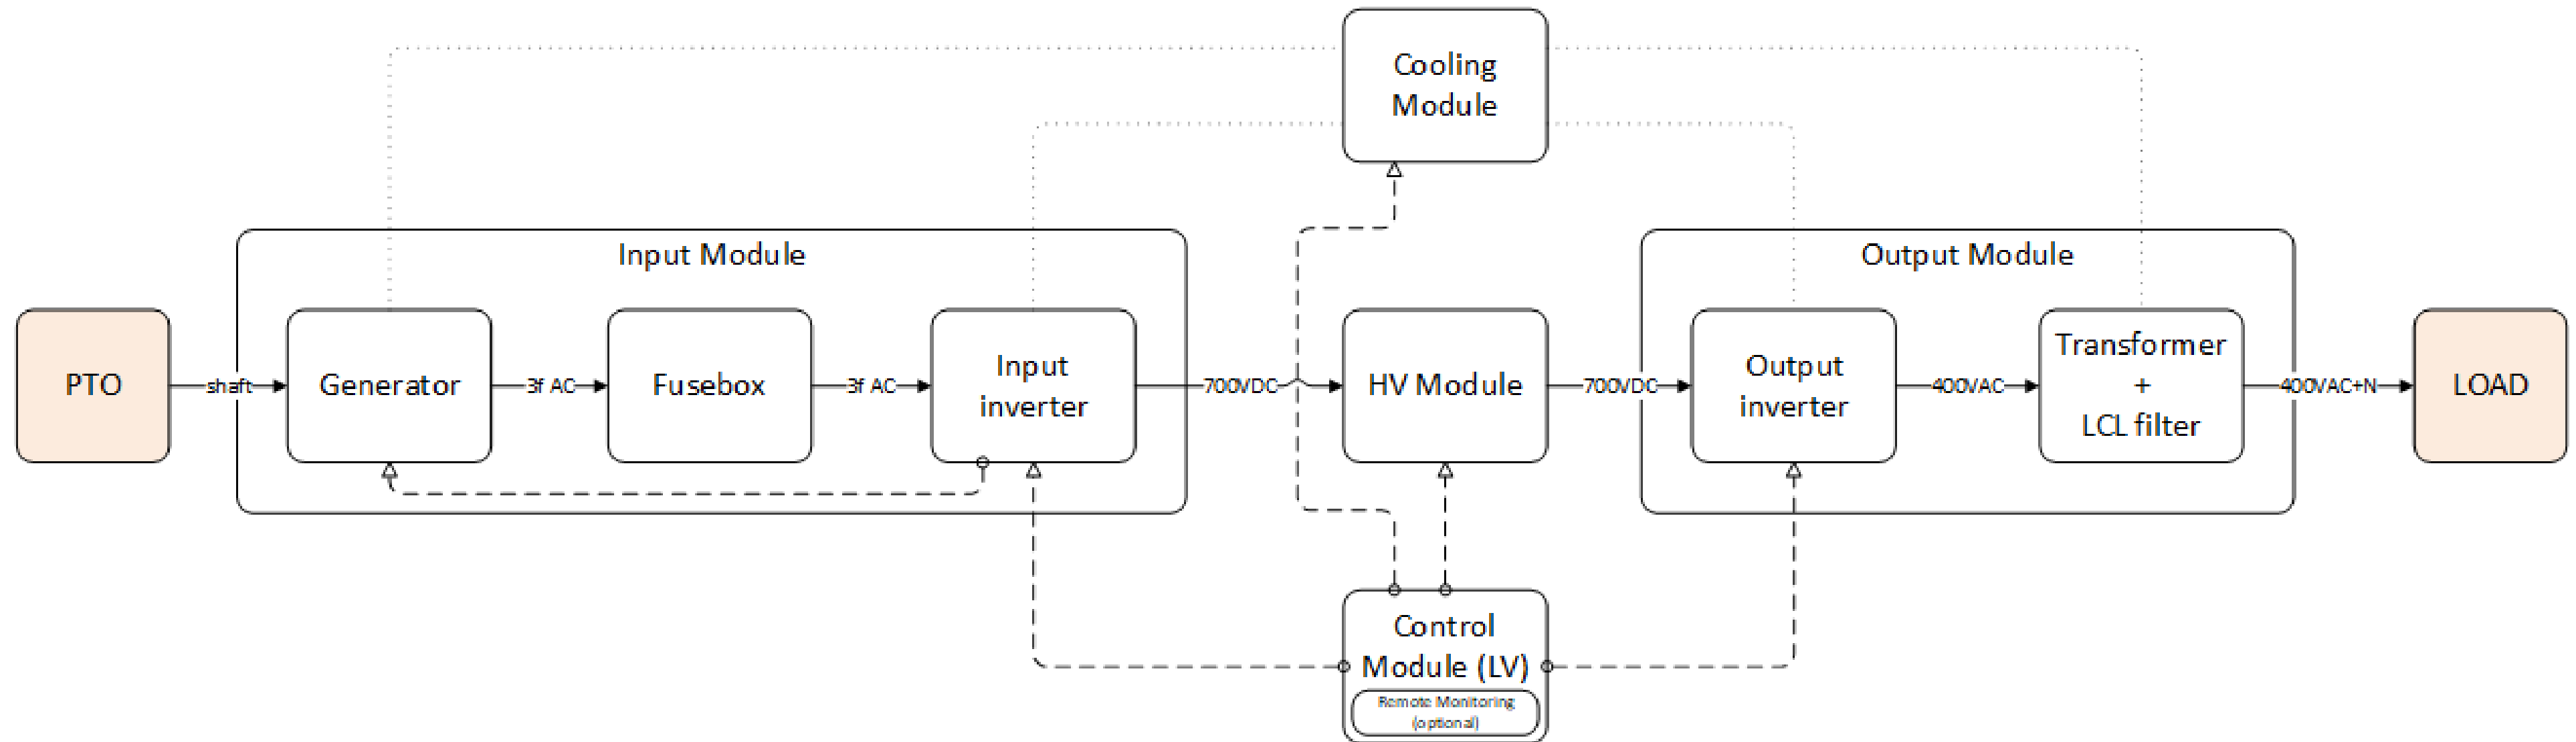 Cooling
Module
Input Module
Output Module
PTO
shaft
Generator
3f AC
Fusebox
3f AC
Input
inverter
700VDC
HV Module
700VDC
Output
inverter
400VAC
Transformer
+
LCL filter
400VAC+N
LOAD
Control
Module (LV)
Remote Monitoring
(optional)